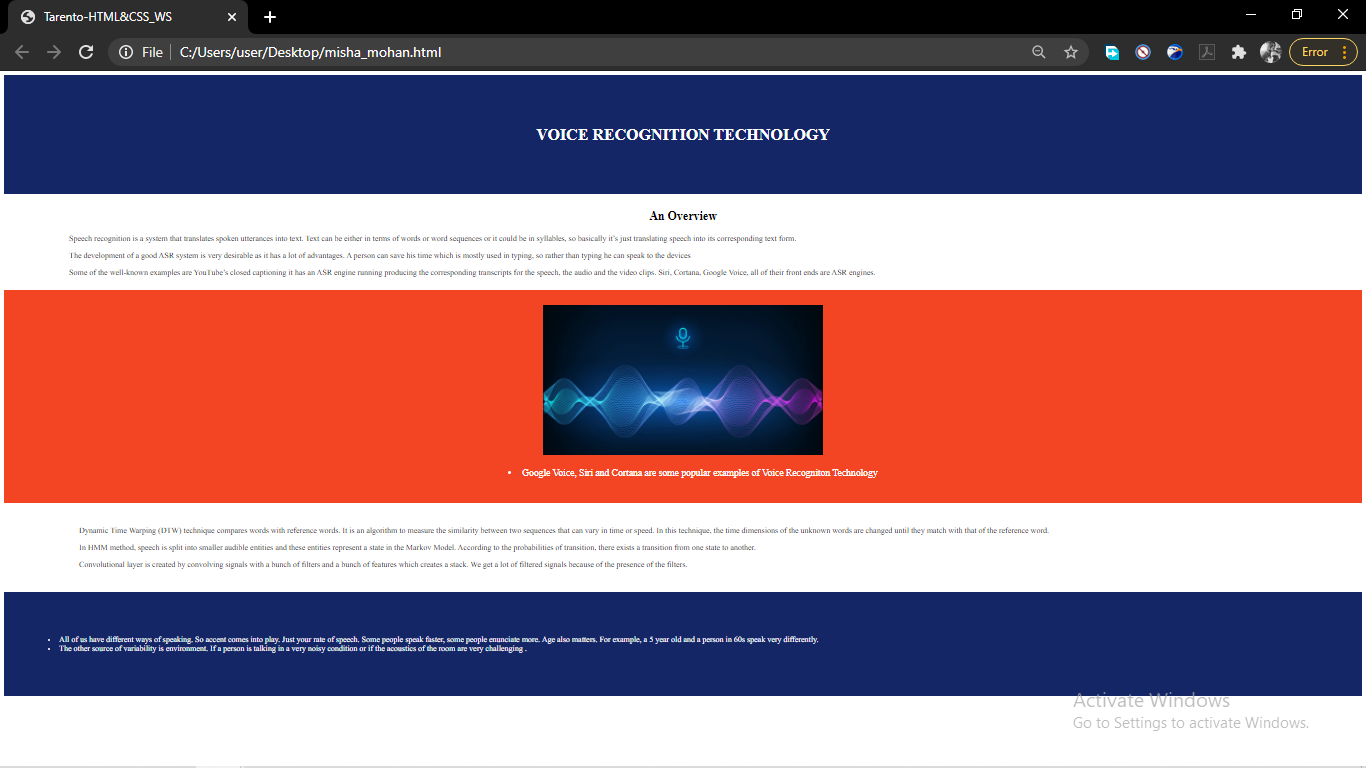 Tarento-HTML&CSS_WS
File
C:/Users/user/Desktop/misha_mohan.html
Error
VOICE RECOGNITION TECHNOLOGY
An Overview
Speech recognition is a system that translates spoken utterances into text. Text can be either in terms of words or word sequences or it could be in syllables, so basically it's just translating speech into its corresponding text form.
The development of a good ASR system is very desirable as it has a lot of advantages. A person can save his time which is mostly used in typing, so rather than typing he can speak to the devices
Some of the well-known examples are YouTube's closed captioning it has an ASR engine running producing the corresponding transcripts for the speech, the audio and the video clips. Siri, Cortana, Google Voice, all of their front ends are ASR engines.
• Google Voice, Siri and Cortana are some popular examples of Voice Recogniton Technology
Dynamic Time Warping (DTW) technique compares words with reference words. It is an algorithm to measure the similarity between two sequences that can vary in time or speed. In this technique, the time dimensions of the unknown words are changed until they match with that of the reference word.
In HMM method, speech is split into smaller audible entities and these entities represent a state in the Markov Model. According to the probabilities of transition, there exists a transition from one state to another.
Convolutional layer is created by convolving signals with a bunch of filters and a bunch of features which creates a stack. We get a lot of filtered signals because of the presence of the filters.
• All of us have different ways of speaking. So accent comes into play. Just your rate of speech. Some people speak faster, some people enunciate more. Age also matters. For example, a 5 year old and a person in 60s speak very differently.
• The other source of variability is environment. If a person is talking in a very noisy condition or if the acoustics of the room are very challenging .
Activate Windows
Go to Settings to activate Windows.